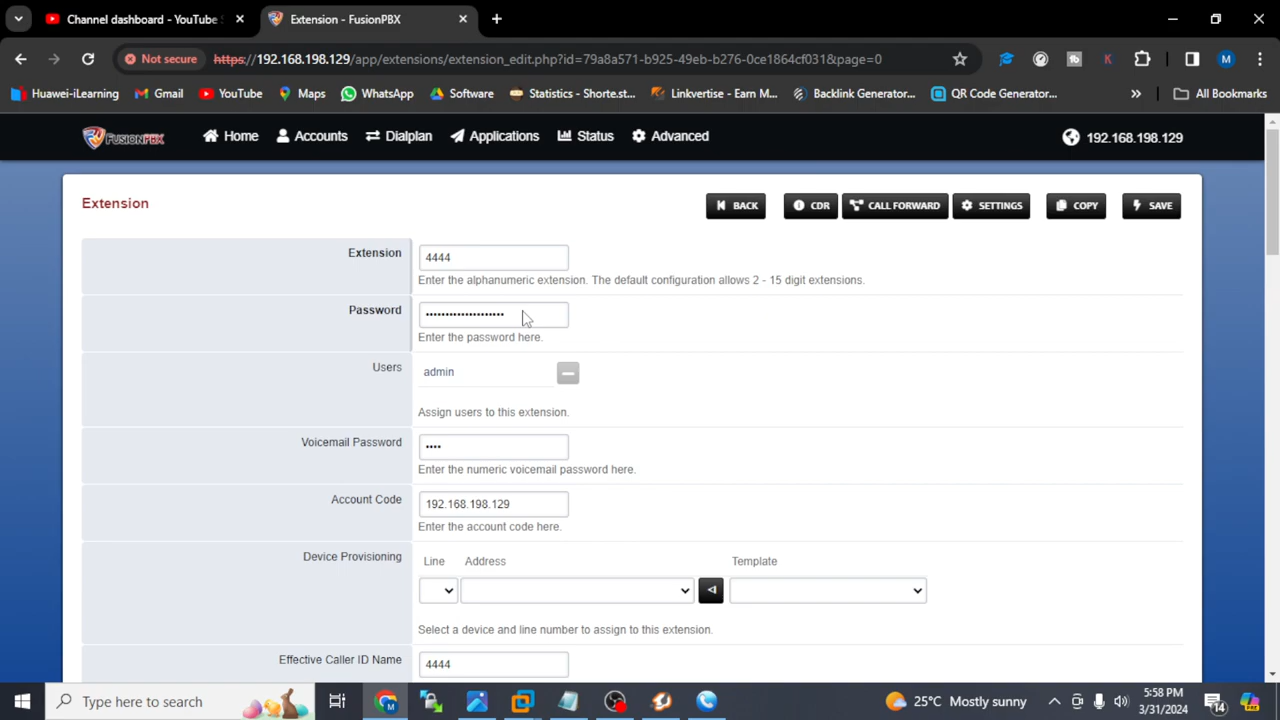 Channel dashboard - YouTube
Extension - FusionPBX
Not secure
https://192.168.198.129/app/extensions/extension_edit.php?id=79a8a571-b925-49eb-b276-0ce1864cf031&page=0
M
Huawei-iLearning
Gmail
YouTube
Maps
WhatsApp
Software
Statistics - Shorte.st...
Linkvertise - Earn M...
Backlink Generator...
QR Code Generator...
»
All Bookmarks
FUSIONPBX
Home
Accounts
Dialplan
Applications
Status
Advanced
192.168.198.129
Extension
BACK
CDR
CALL FORWARD
SETTINGS
COPY
SAVE
Extension
4444
Enter the alphanumeric extension. The default configuration allows 2 - 15 digit extensions.
Password
••••••••••••••••••••
Enter the password here.
Users
admin
Assign users to this extension.
Voicemail Password
••••
Enter the numeric voicemail password here.
Account Code
192.168.198.129
Enter the account code here.
Device Provisioning
Line
Address
Template
Select a device and line number to assign to this extension.
Effective Caller ID Name
4444
Type here to search
25°C Mostly sunny
5:58 PM
3/31/2024
14